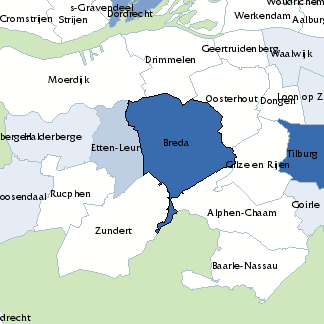 s-Gravendeel
Dordrecht
Cromstrijen
Strijen
Werkendam
Aalburg
Geertruidenberg
Waalwijk
Drimmelen
Moerdijk
Oosterhout
Dongen
Loon op Z
Halderberge
Etten-Leur
Breda
Tilburg
Gilze en Rijen
oosendaal
Rucphen
Goirle
Alphen-Chaam
Zundert
Baarle-Nassau
drecht